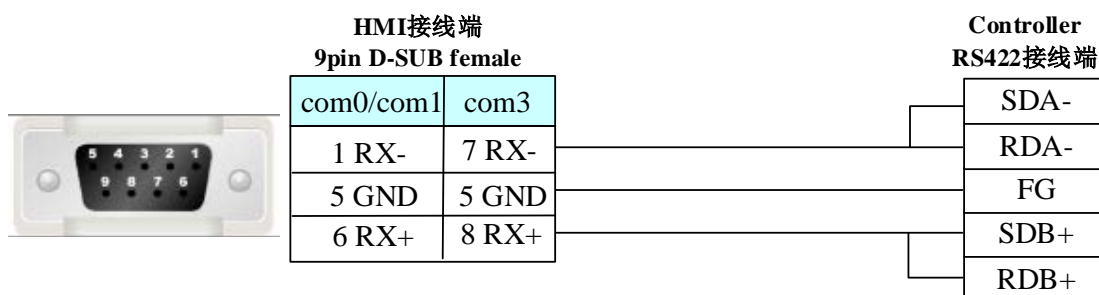 HMI接线端
9pin D-SUB female
Controller
RS422接线端
com0/com1 com3
1 RX- 7 RX-
5 GND 5 GND
6 RX+ 8 RX+
5 4 3 2 1
9 8 7 6
SDA-
RDA-
FG
SDB+
RDB+